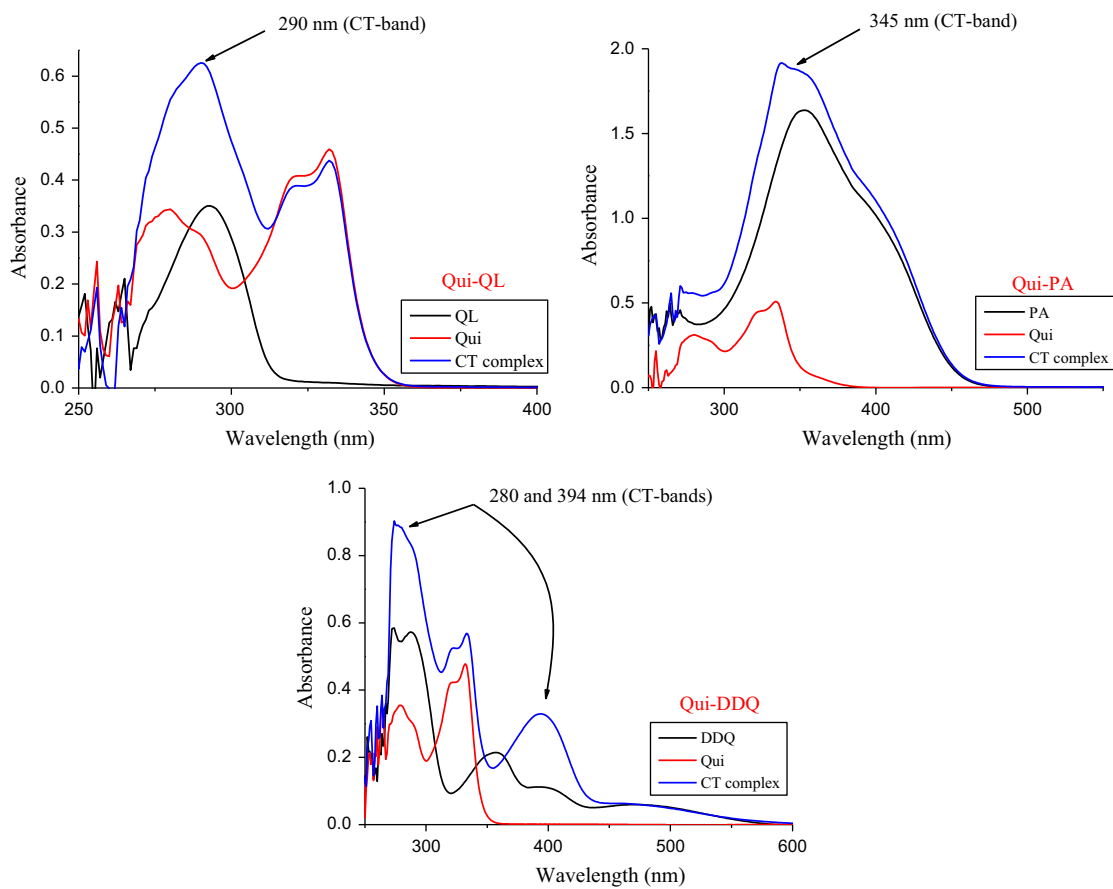 290 nm (CT-band)
0.6
0.5
0.4
0.3
0.2
0.1
0.0
Absorbance
250
300
350
400
Wavelength (nm)
Qui-QL
QL
Qui
CT complex
345 nm (CT-band)
2.0
1.5
1.0
0.5
0.0
Absorbance
300
400
500
Wavelength (nm)
Qui-PA
PA
Qui
CT complex
280 and 394 nm (CT-bands)
1.0
0.8
0.6
0.4
0.2
0.0
Absorbance
300
400
500
600
Wavelength (nm)
Qui-DDQ
DDQ
Qui
CT complex